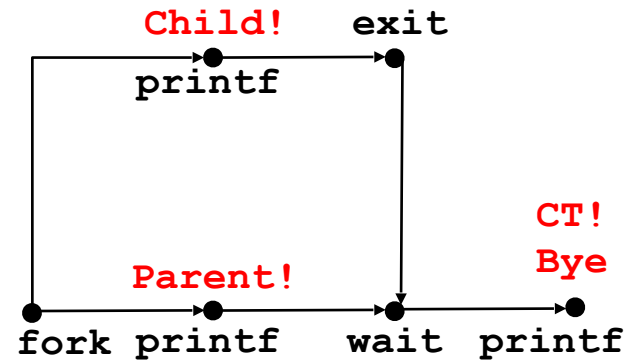 Child! exit
printf
CT!
Bye
Parent!
fork printf wait printf